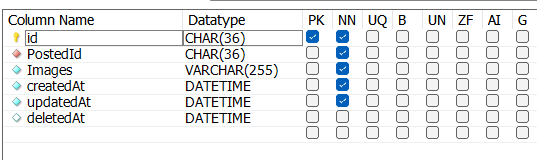 Column Name Datatype PK NN UQ B UN ZF AI G
id CHAR(36)
PostedId CHAR(36)
Images VARCHAR(255)
createdAt DATETIME
updatedAt DATETIME
deletedAt DATETIME